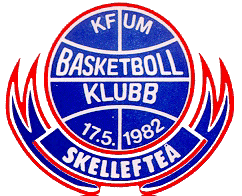 KFUM
BASKETBOLL
KLUBB
17.5.1982
SKELLEFTEÅ